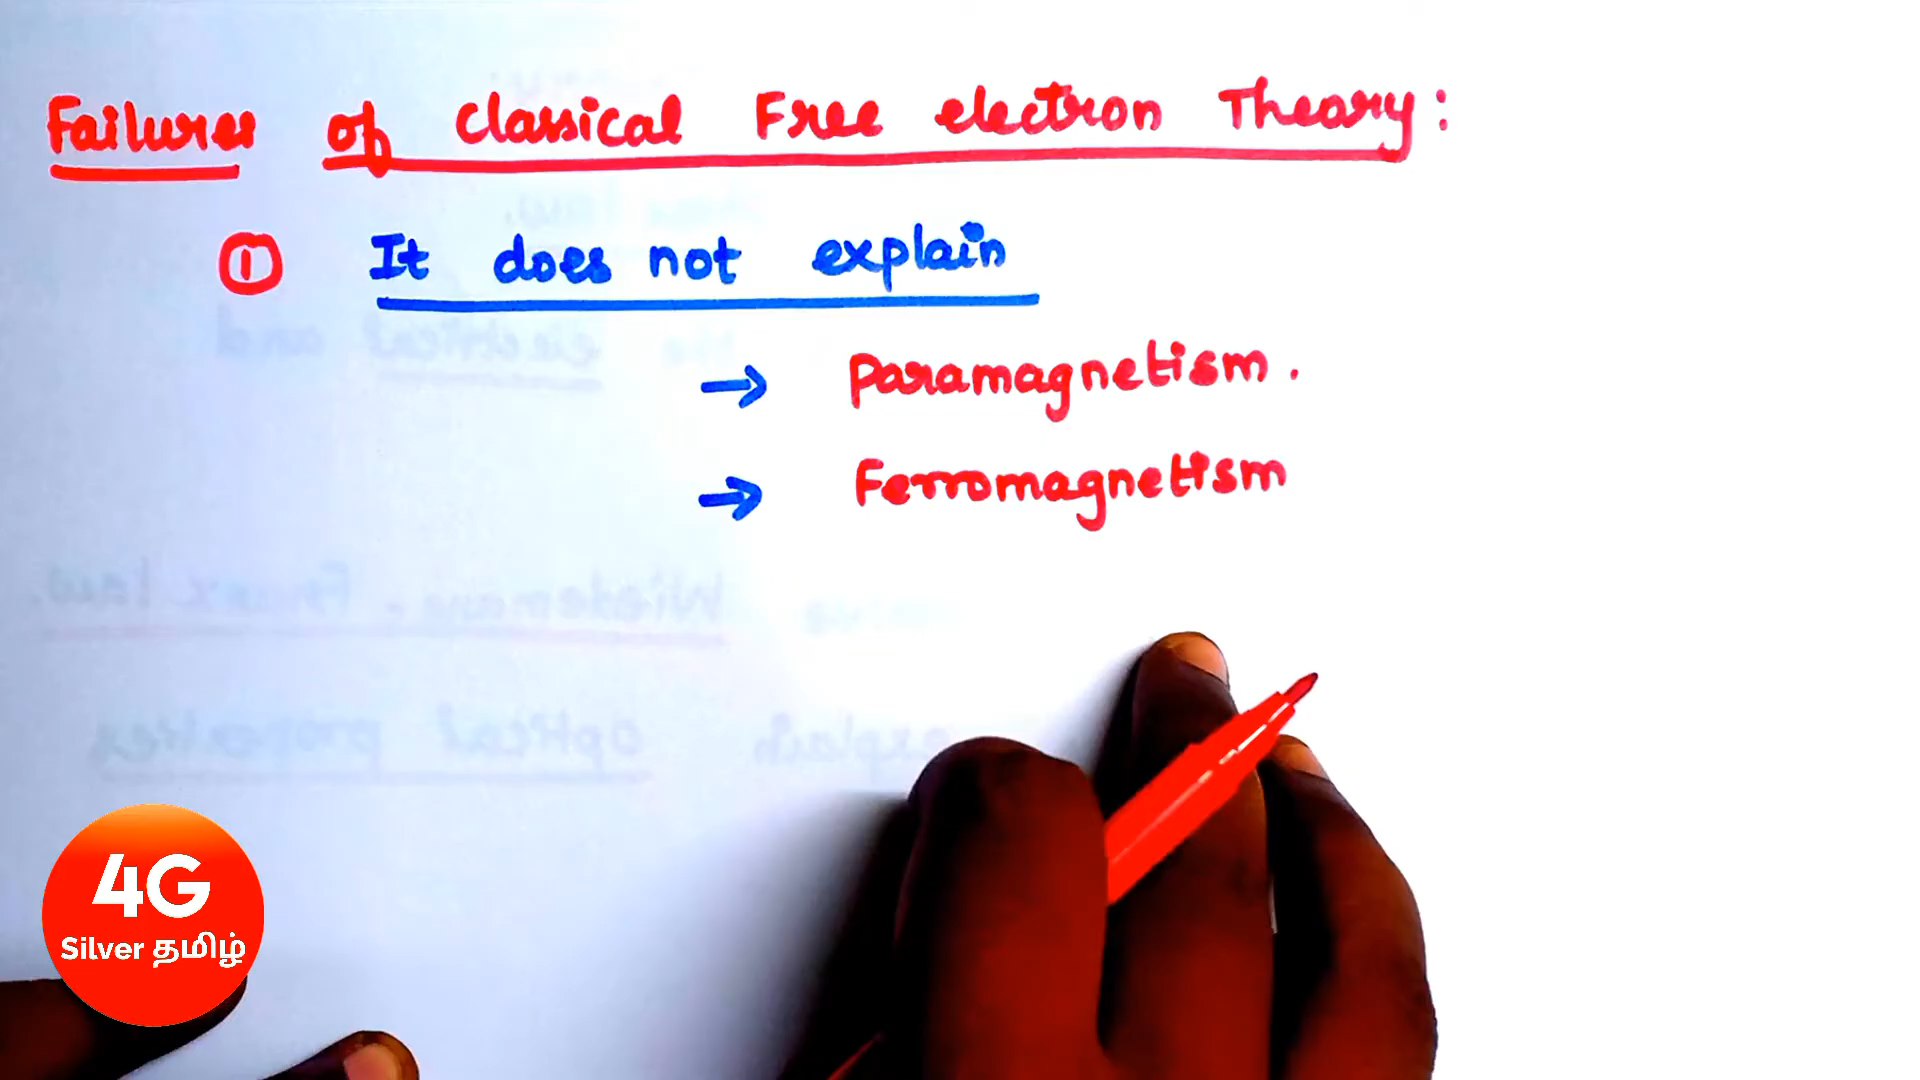 Failures of classical Free electron Theory:
① It does not explain
→ Paramagnetism.
→ Ferromagnetism
4G
Silver தமிழ்